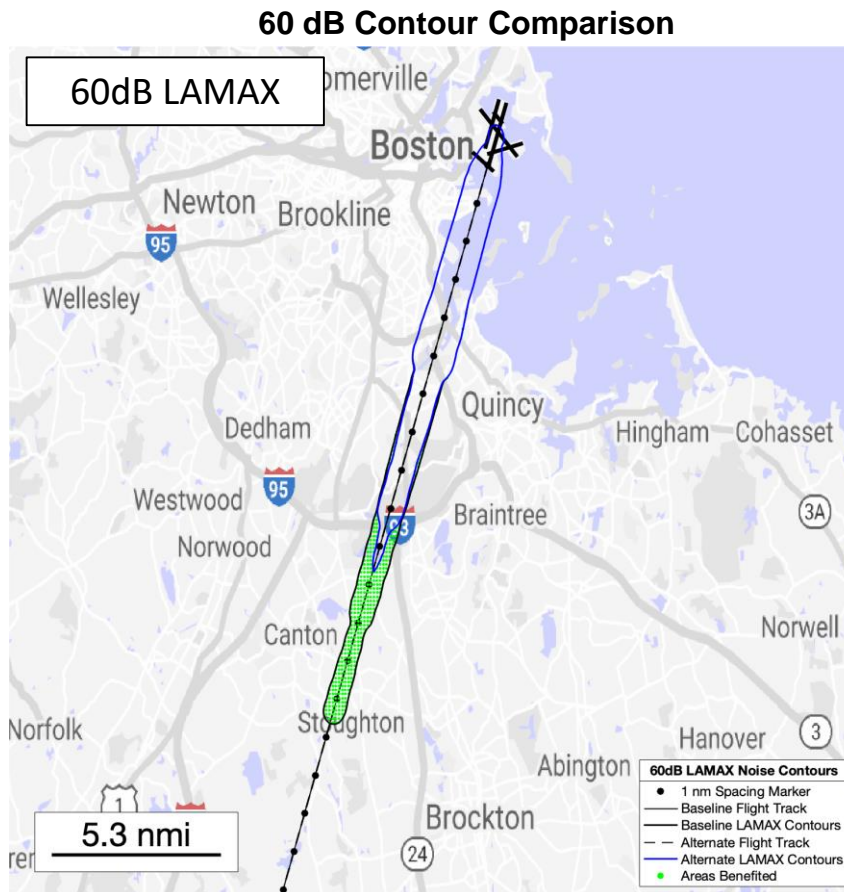 60 dB Contour Comparison
60dB LAMAX
omerville
Boston
Newton
Brookline
95
Wellesley
Quincy
Dedham
Hingham
Cohasset
95
Westwood
3A
93
Braintree
Norwood
Canton
Norwell
Norfolk
Stoughton
3
Hanover
Abington
1
Brockton
24
5.3 nmi
60dB LAMAX Noise Contours
1 nm Spacing Marker
Baseline Flight Track
Baseline LAMAX Contours
Alternate Flight Track
Alternate LAMAX Contours
Areas Benefited